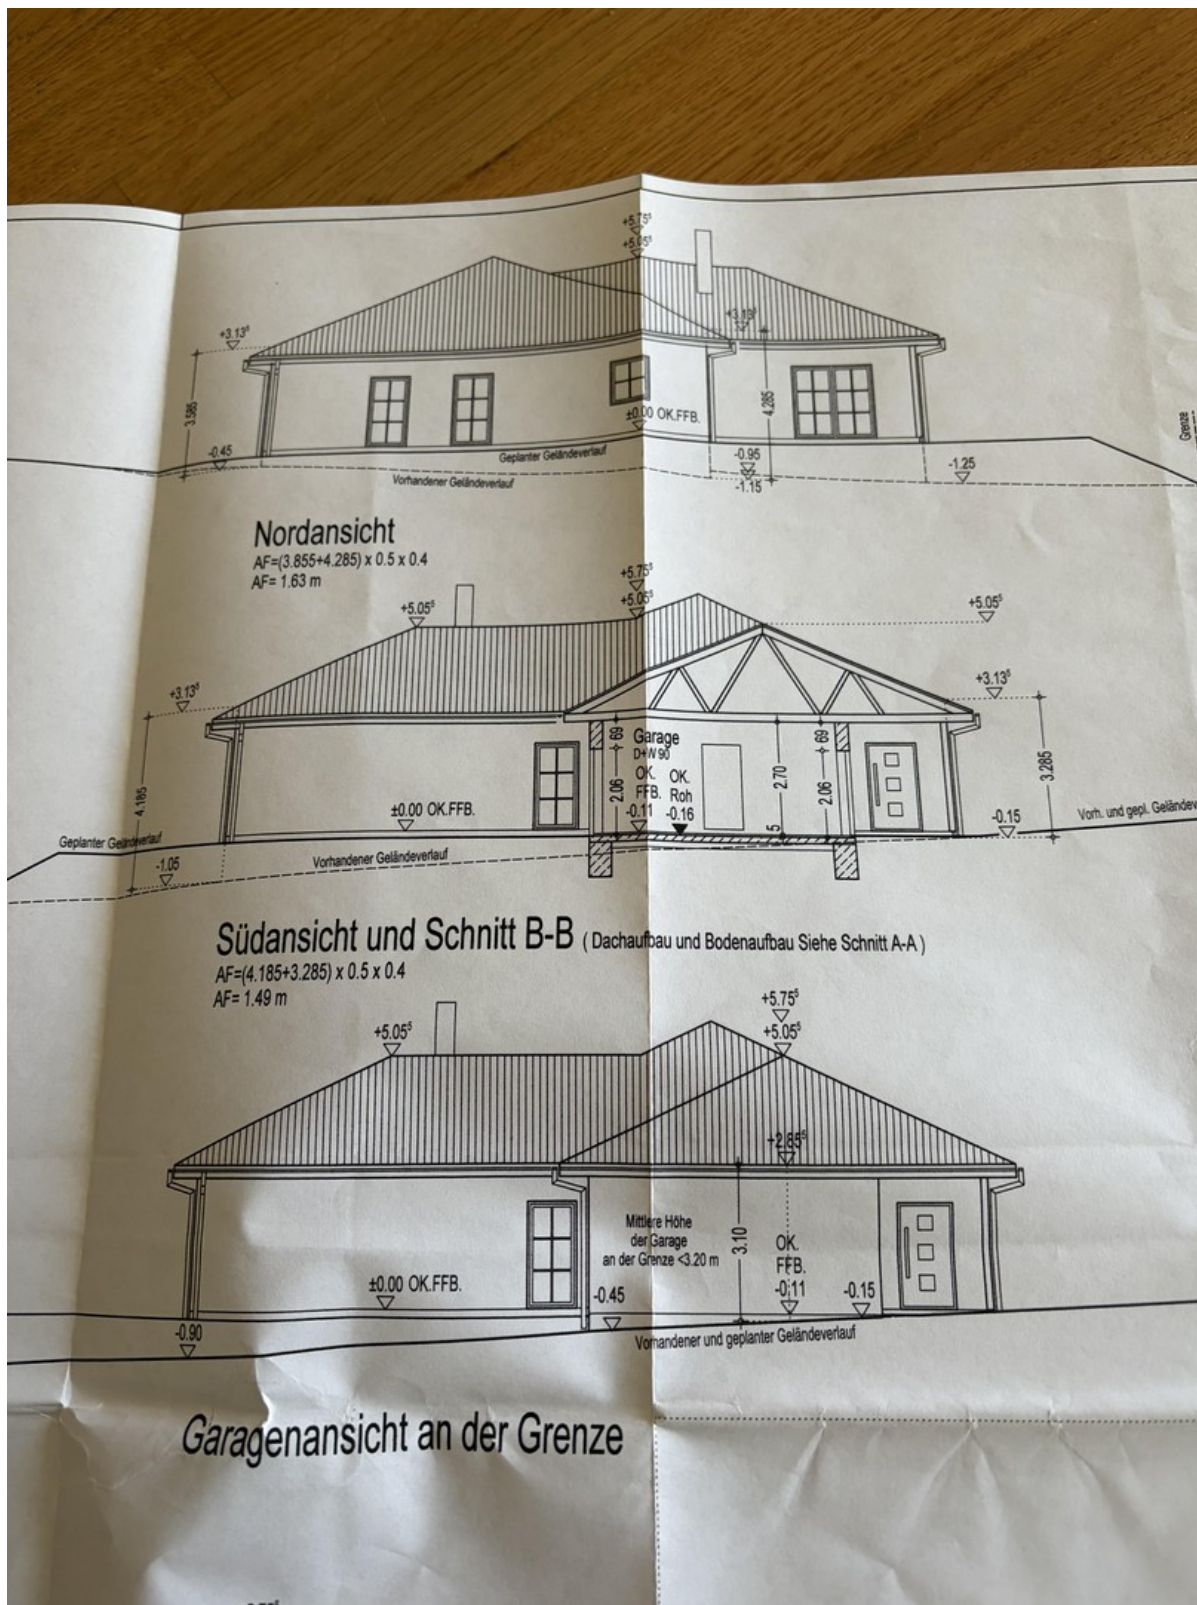 +5.75⁵
+5.05⁵
+3.13⁵
+3.13⁵
3.585
4.285
±0.00 OK.FFB.
-0.45
Geplanter Geländeverlauf
-0.95
-1.25
Vorhandener Geländeverlauf
-1.15
Grenze
Nordansicht
AF=(3.855+4.285) x 0.5 x 0.4
AF= 1.63 m
+5.75⁵
+5.05⁵
+5.05⁵
+5.05⁵
+3.13⁵
+3.13⁵
69
Garage
D+W 90
69
OK. OK.
FFB. Roh
-0.11 -0.16
2.06
2.70
2.06
5
4.185
3.285
±0.00 OK.FFB.
-0.15
Vorh. und gepl. Geländev
Geplanter Geländeverlauf
Vorhandener Geländeverlauf
-1.05
Südansicht und Schnitt B-B ( Dachaufbau und Bodenaufbau Siehe Schnitt A-A )
AF=(4.185+3.285) x 0.5 x 0.4
AF= 1.49 m
+5.75⁵
+5.05⁵
+5.05⁵
+2.85⁵
Mittlere Höhe
der Garage
an der Grenze <3.20 m
3.10
OK.
FFB.
-0.11
±0.00 OK.FFB.
-0.45
-0.15
-0.90
Vorhandener und geplanter Geländeverlauf
Garagenansicht an der Grenze